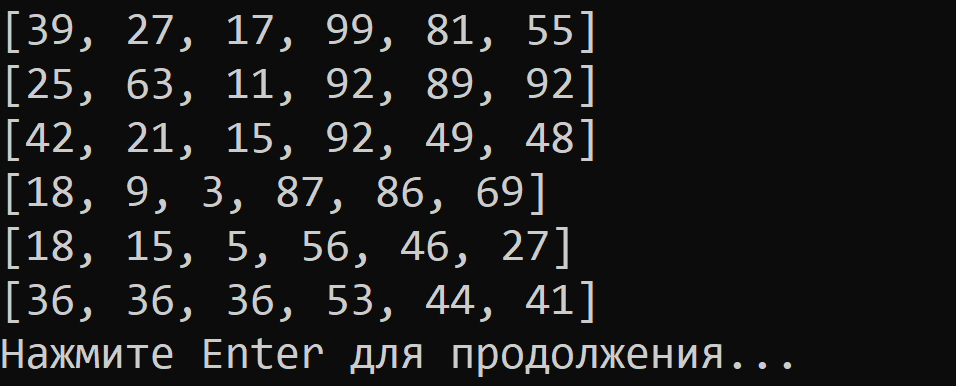 [39, 27, 17, 99, 81, 55]
[25, 63, 11, 92, 89, 92]
[42, 21, 15, 92, 49, 48]
[18, 9, 3, 87, 86, 69]
[18, 15, 5, 56, 46, 27]
[36, 36, 36, 53, 44, 41]
Нажмите Enter для продолжения...